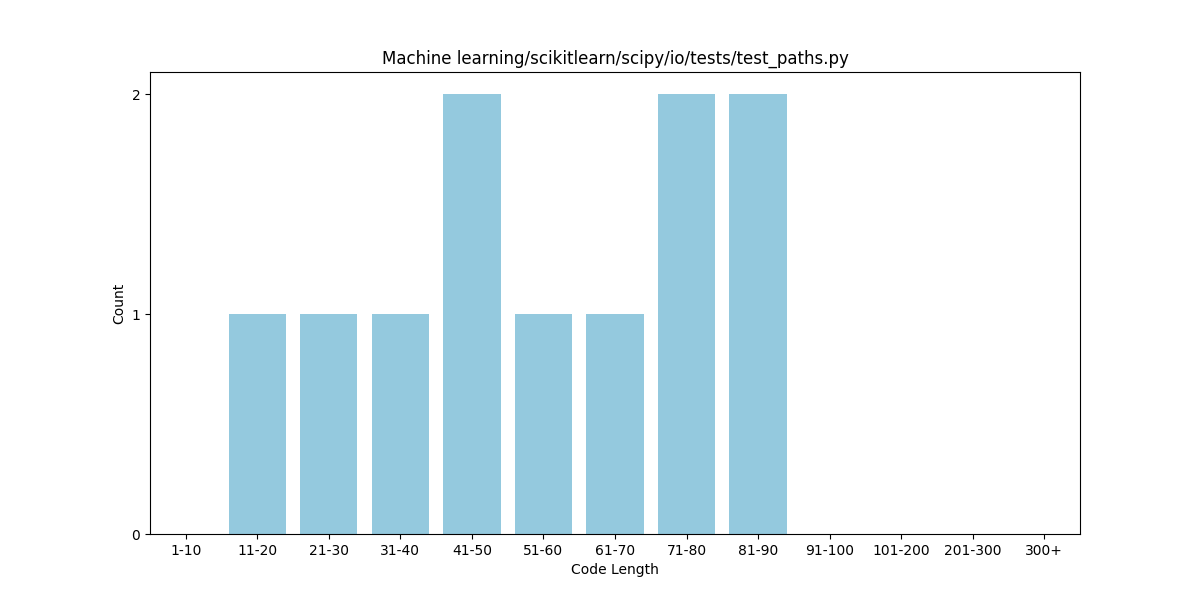 Machine learning/scikitlearn/scipy/io/tests/test_paths.py
2
1
0
Count
1-10 11-20 21-30 31-40 41-50 51-60 61-70 71-80 81-90 91-100 101-200 201-300 300+
Code Length